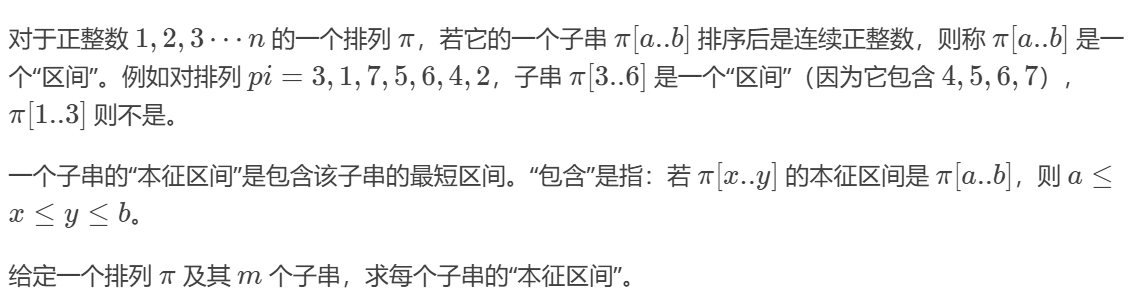 对于正整数 1, 2, 3 ⋯ n 的一个排列 π，若它的一个子串 π[a..b] 排序后是连续正整数，则称 π[a..b] 是一
个“区间”。例如对排列 pi = 3, 1, 7, 5, 6, 4, 2，子串 π[3..6] 是一个“区间”（因为它包含 4, 5, 6, 7），
π[1..3] 则不是。
一个子串的“本征区间”是包含该子串的最短区间。“包含”是指：若 π[x..y] 的本征区间是 π[a..b]，则 a ≤
x ≤ y ≤ b。
给定一个排列 π 及其 m 个子串，求每个子串的“本征区间”。